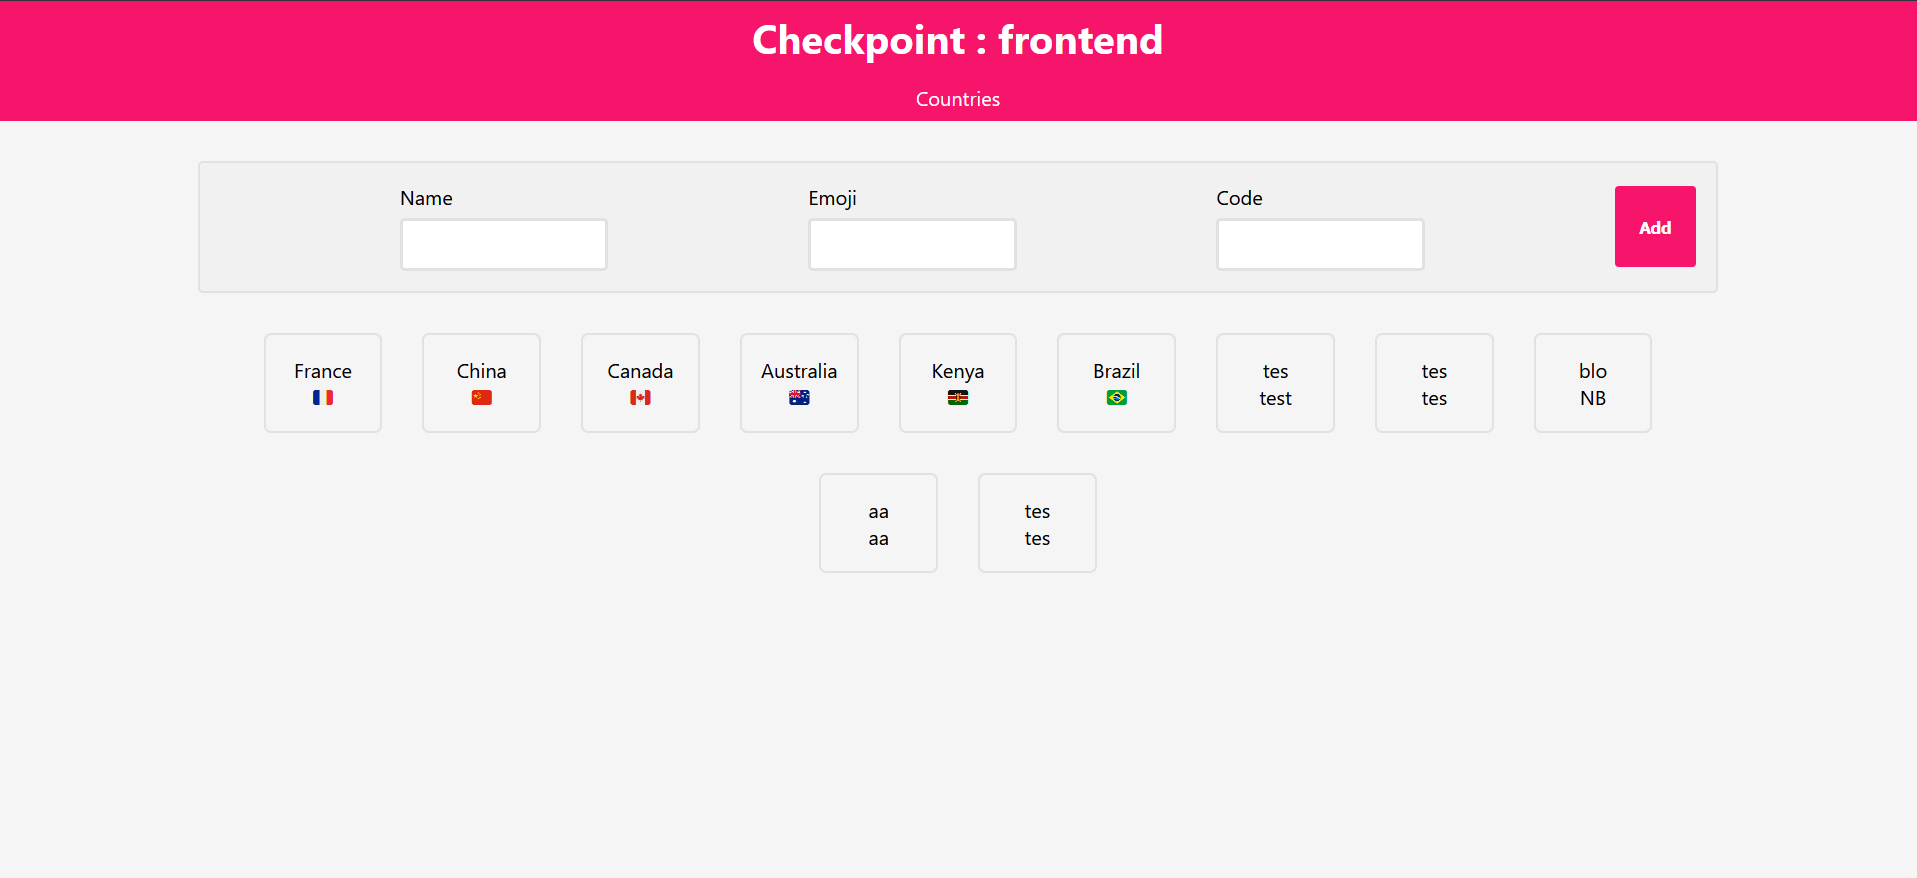 Checkpoint : frontend
Countries
Name
Emoji
Code
Add
France
🇫🇷
China
🇨🇳
Canada
🇨🇦
Australia
🇦🇺
Kenya
🇰🇪
Brazil
🇧🇷
tes
test
tes
tes
blo
NB
aa
aa
tes
tes